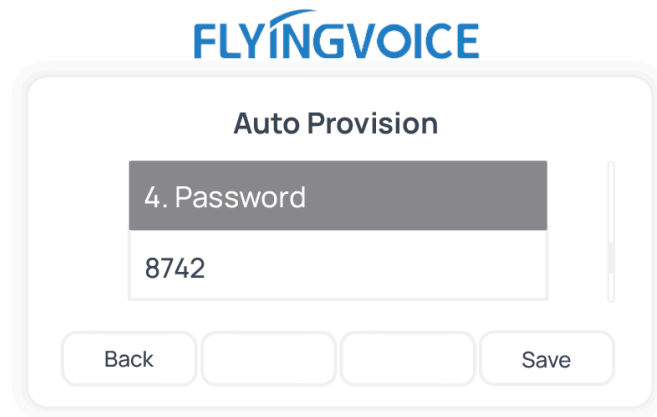 FLYINGVOICE
Auto Provision
4. Password
8742
Back
Save